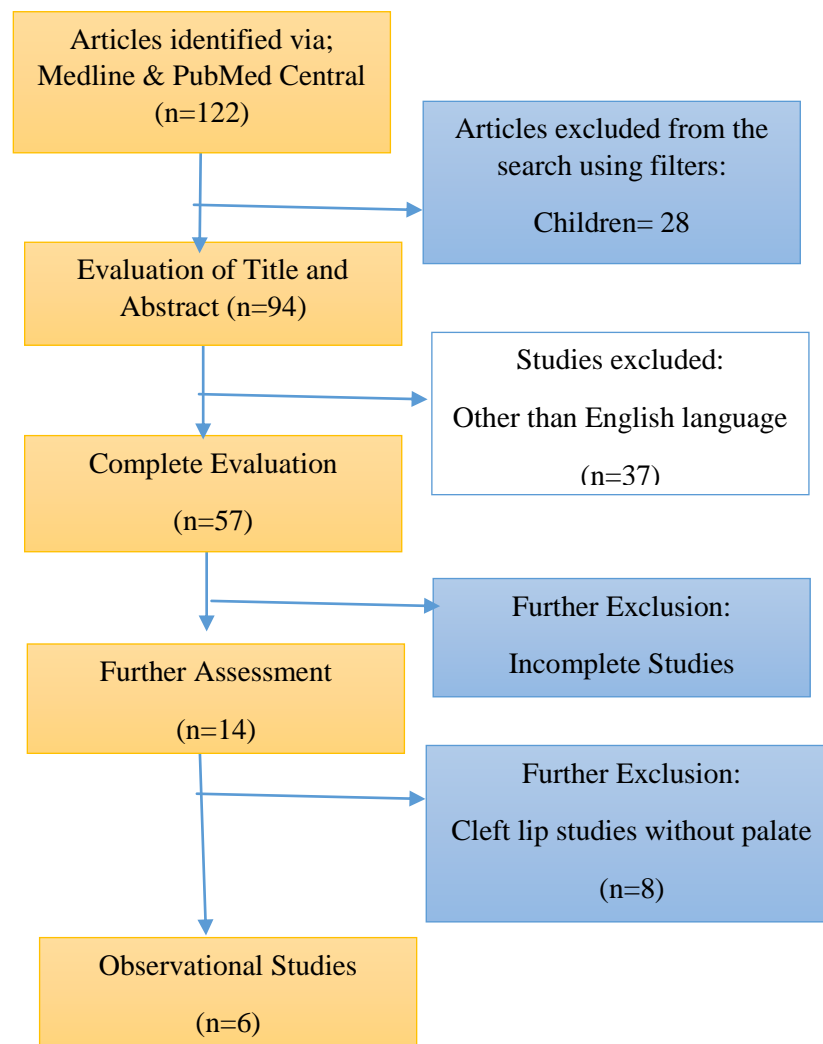 Articles identified via;
Medline & PubMed Central
(n=122)
Articles excluded from the
search using filters:
Children= 28
Evaluation of Title and
Abstract (n=94)
Studies excluded:
Other than English language
(n=37)
Complete Evaluation
(n=57)
Further Exclusion:
Incomplete Studies
Further Assessment
(n=14)
Further Exclusion:
Cleft lip studies without palate
(n=8)
Observational Studies
(n=6)